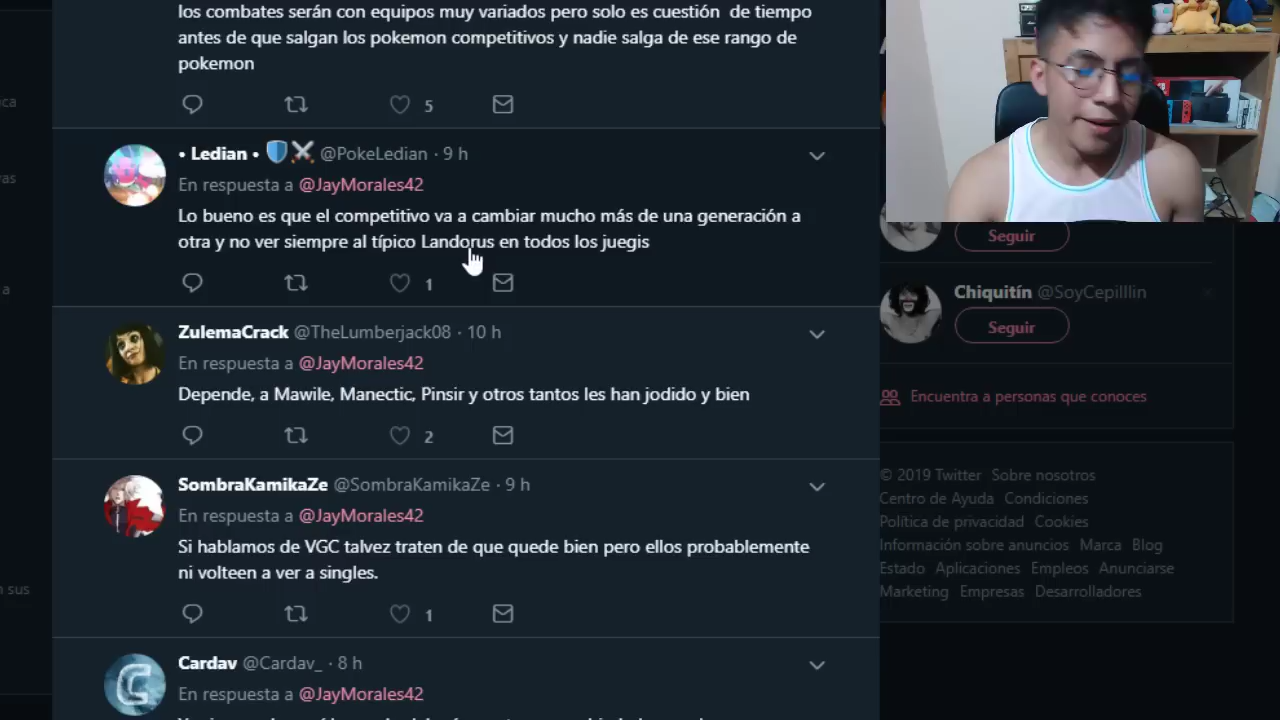 los combates serán con equipos muy variados pero solo es cuestión de tiempo
antes de que salgan los pokemon competitivos y nadie salga de ese rango de
pokemon
5
• Ledian • @PokeLedian · 9 h
En respuesta a @JayMorales42
Lo bueno es que el competitivo va a cambiar mucho más de una generación a
otra y no ver siempre al típico Landorus en todos los juegis
1
ZulemaCrack @TheLumberjack08 · 10 h
En respuesta a @JayMorales42
Depende, a Mawile, Manectic, Pinsir y otros tantos les han jodido y bien
2
SombraKamikaZe @SombraKamikaZe · 9 h
En respuesta a @JayMorales42
Si hablamos de VGC talvez traten de que quede bien pero ellos probablemente
ni volteen a ver a singles.
1
Cardav @Cardav_ · 8 h
En respuesta a @JayMorales42
Seguir
Chiquitín @SoyCepilllin
Seguir
Encuentra a personas que conoces
© 2019 Twitter Sobre nosotros
Centro de Ayuda Condiciones
Política de privacidad Cookies
Información sobre anuncios Marca Blog
Estado Aplicaciones Empleos Anunciarse
Marketing Empresas Desarrolladores